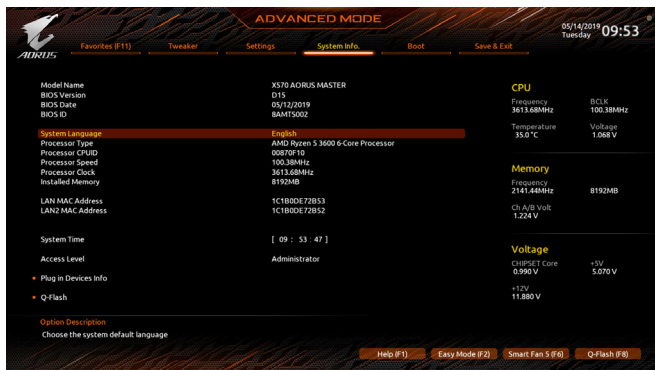 ADVANCED MODE
05/14/2019
Tuesday
09:53
AORUS
Favorites (F11) Tweaker Settings System Info. Boot Save & Exit
Model Name X570 AORUS MASTER
BIOS Version D15
BIOS Date 05/12/2019
BIOS ID 8AMTS002
System Language English
Processor Type AMD Ryzen 5 3600 6-Core Processor
Processor CPUID 00870F10
Processor Speed 100.38MHz
Processor Clock 3613.68MHz
Installed Memory 8192MB
LAN MAC Address 1C1B0DE72B53
LAN2 MAC Address 1C1B0DE72B52
System Time [ 09 : 53 : 47 ]
Access Level Administrator
Plug in Devices Info
Q-Flash
Option Description
Choose the system default language
CPU
Frequency BCLK
3613.68MHz 100.38MHz
Temperature Voltage
35.0 °C 1.068 V
Memory
Frequency
2141.44MHz 8192MB
Ch A/B Volt
1.224 V
Voltage
CHIPSET Core +5V
0.990 V 5.070 V
+12V
11.880 V
Help (F1) Easy Mode (F2) Smart Fan 5 (F6) Q-Flash (F8)